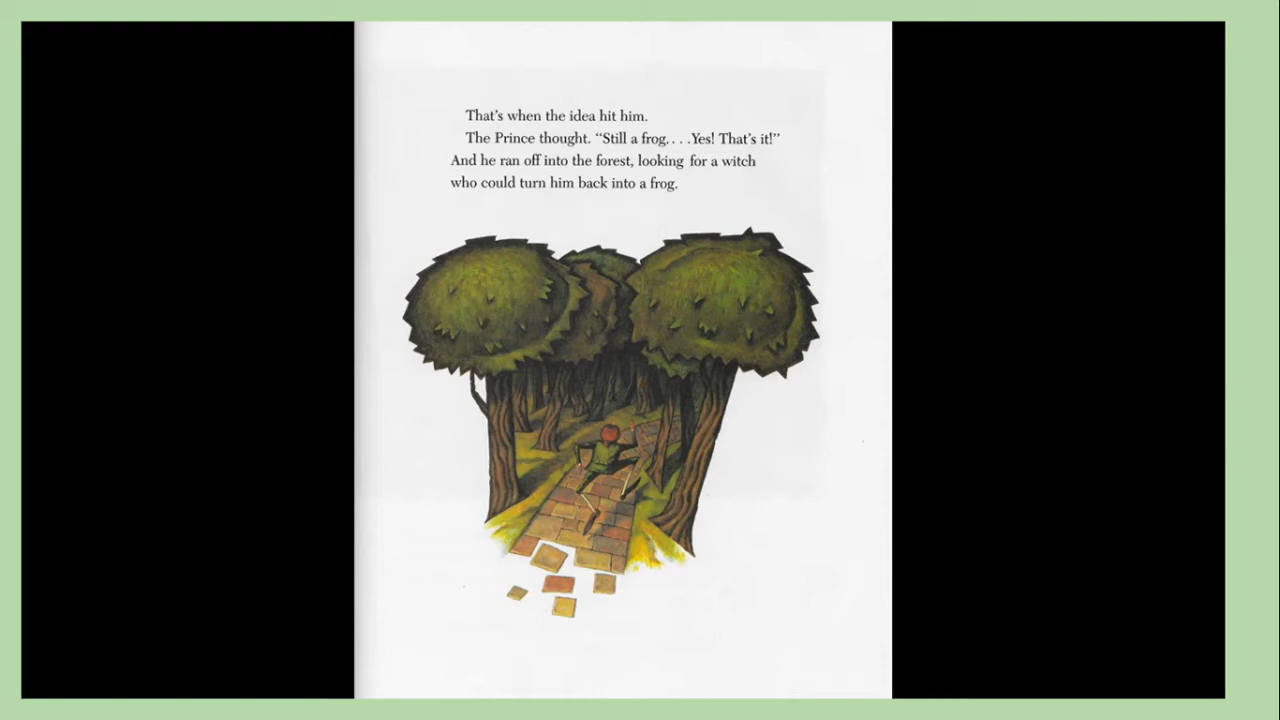 That's when the idea hit him.
The Prince thought. “Still a frog. . . .Yes! That's it!”
And he ran off into the forest, looking for a witch
who could turn him back into a frog.